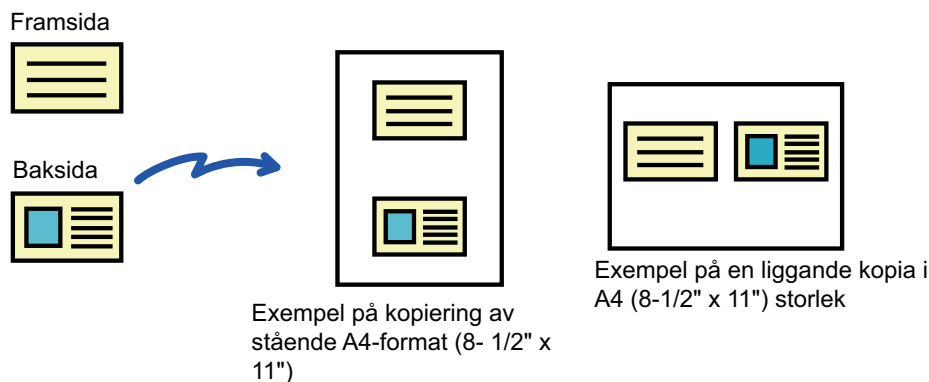 Framsida
Baksida
Exempel på kopiering av
stående A4-format (8- 1/2" x
11")
Exempel på en liggande kopia i
A4 (8-1/2" x 11") storlek